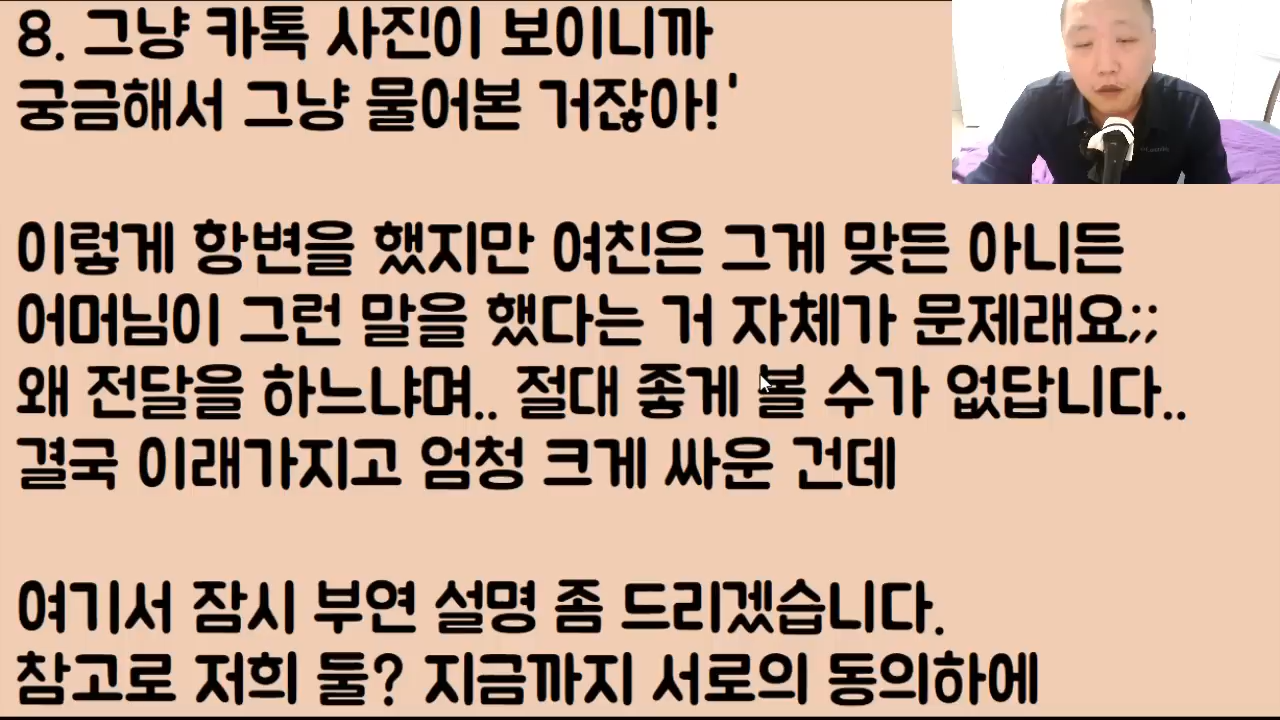 8. 그냥 카톡 사진이 보이니까
궁금해서 그냥 물어본 거잖아!'
이렇게 항변을 했지만 여친은 그게 맞든 아니든
어머님이 그런 말을 했다는 거 자체가 문제래요;;
왜 전달을 하느냐며.. 절대 좋게 볼 수가 없답니다..
결국 이래가지고 엄청 크게 싸운 건데
여기서 잠시 부연 설명 좀 드리겠습니다.
참고로 저희 둘? 지금까지 서로의 동의하에